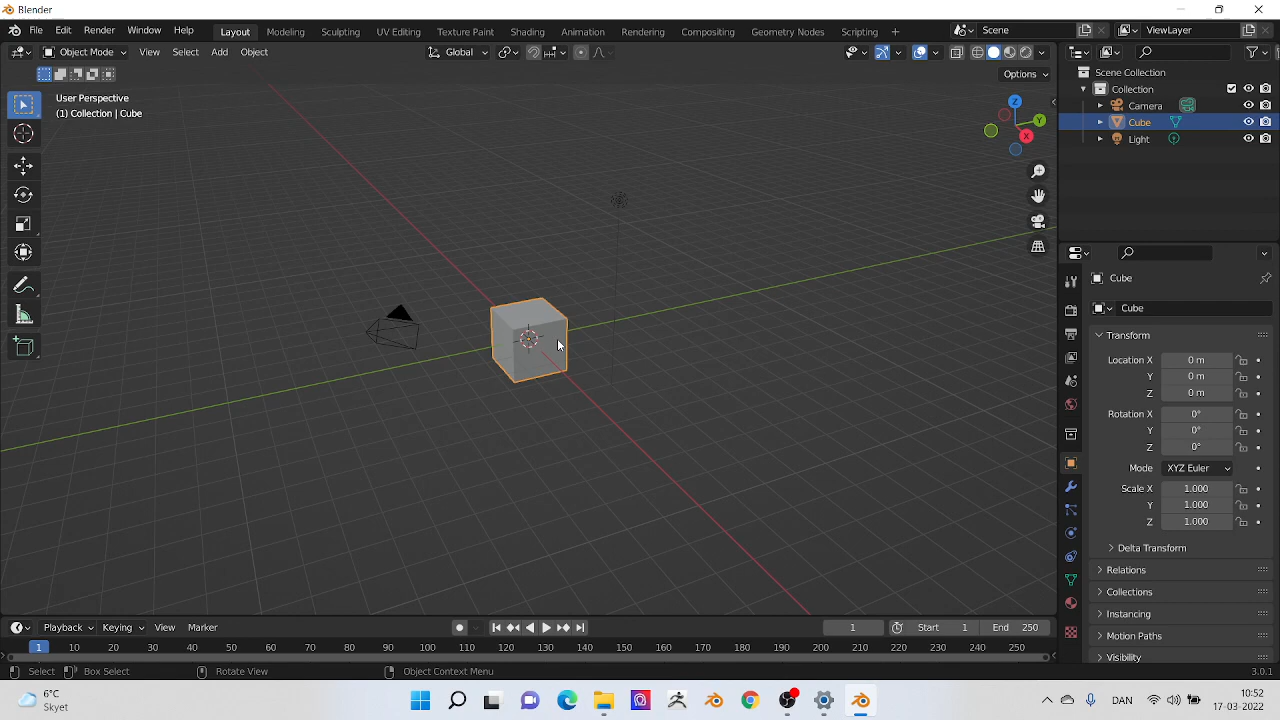 Blender
File Edit Render Window Help Layout Modeling Sculpting UV Editing Texture Paint Shading Animation Rendering Compositing Geometry Nodes Scripting + Scene ViewLayer
Object Mode View Select Add Object Global
Options
User Perspective
(1) Collection | Cube
Z
Y
X
Scene Collection
Collection
Camera
Cube
Light
Cube
Cube
Transform
Location X 0 m
Y 0 m
Z 0 m
Rotation X 0°
Y 0°
Z 0°
Mode XYZ Euler
Scale X 1.000
Y 1.000
Z 1.000
Delta Transform
Relations
Collections
Instancing
Motion Paths
Visibility
Playback Keying View Marker 1 Start 1 End 250
1 10 20 30 40 50 60 70 80 90 100 110 120 130 140 150 160 170 180 190 200 210 220 230 240 250
Select Box Select Rotate View Object Context Menu 3.0.1
6°C
Skyet
DAN
10:52
17-03-2022